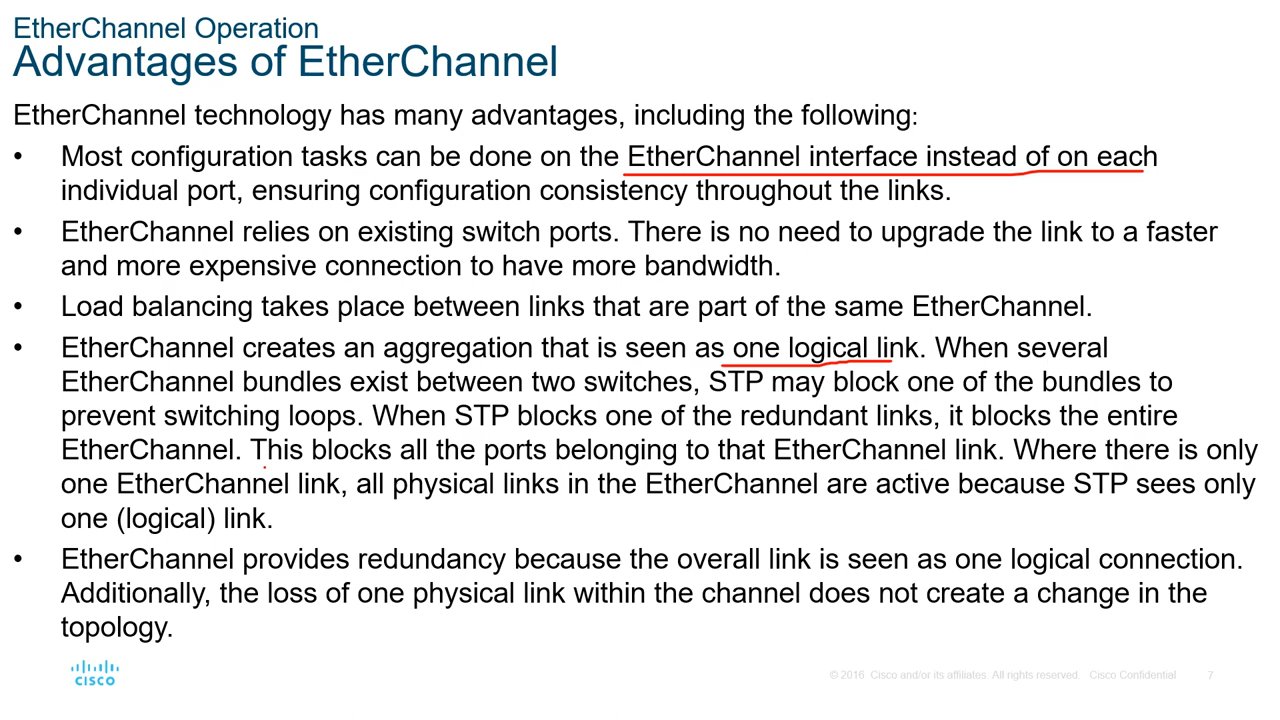 EtherChannel Operation
Advantages of EtherChannel
EtherChannel technology has many advantages, including the following:
• Most configuration tasks can be done on the EtherChannel interface instead of on each
individual port, ensuring configuration consistency throughout the links.
• EtherChannel relies on existing switch ports. There is no need to upgrade the link to a faster
and more expensive connection to have more bandwidth.
• Load balancing takes place between links that are part of the same EtherChannel.
• EtherChannel creates an aggregation that is seen as one logical link. When several
EtherChannel bundles exist between two switches, STP may block one of the bundles to
prevent switching loops. When STP blocks one of the redundant links, it blocks the entire
EtherChannel. This blocks all the ports belonging to that EtherChannel link. Where there is only
one EtherChannel link, all physical links in the EtherChannel are active because STP sees only
one (logical) link.
• EtherChannel provides redundancy because the overall link is seen as one logical connection.
Additionally, the loss of one physical link within the channel does not create a change in the
topology.
CISCO
© 2016 Cisco and/or its affiliates. All rights reserved. Cisco Confidential 7